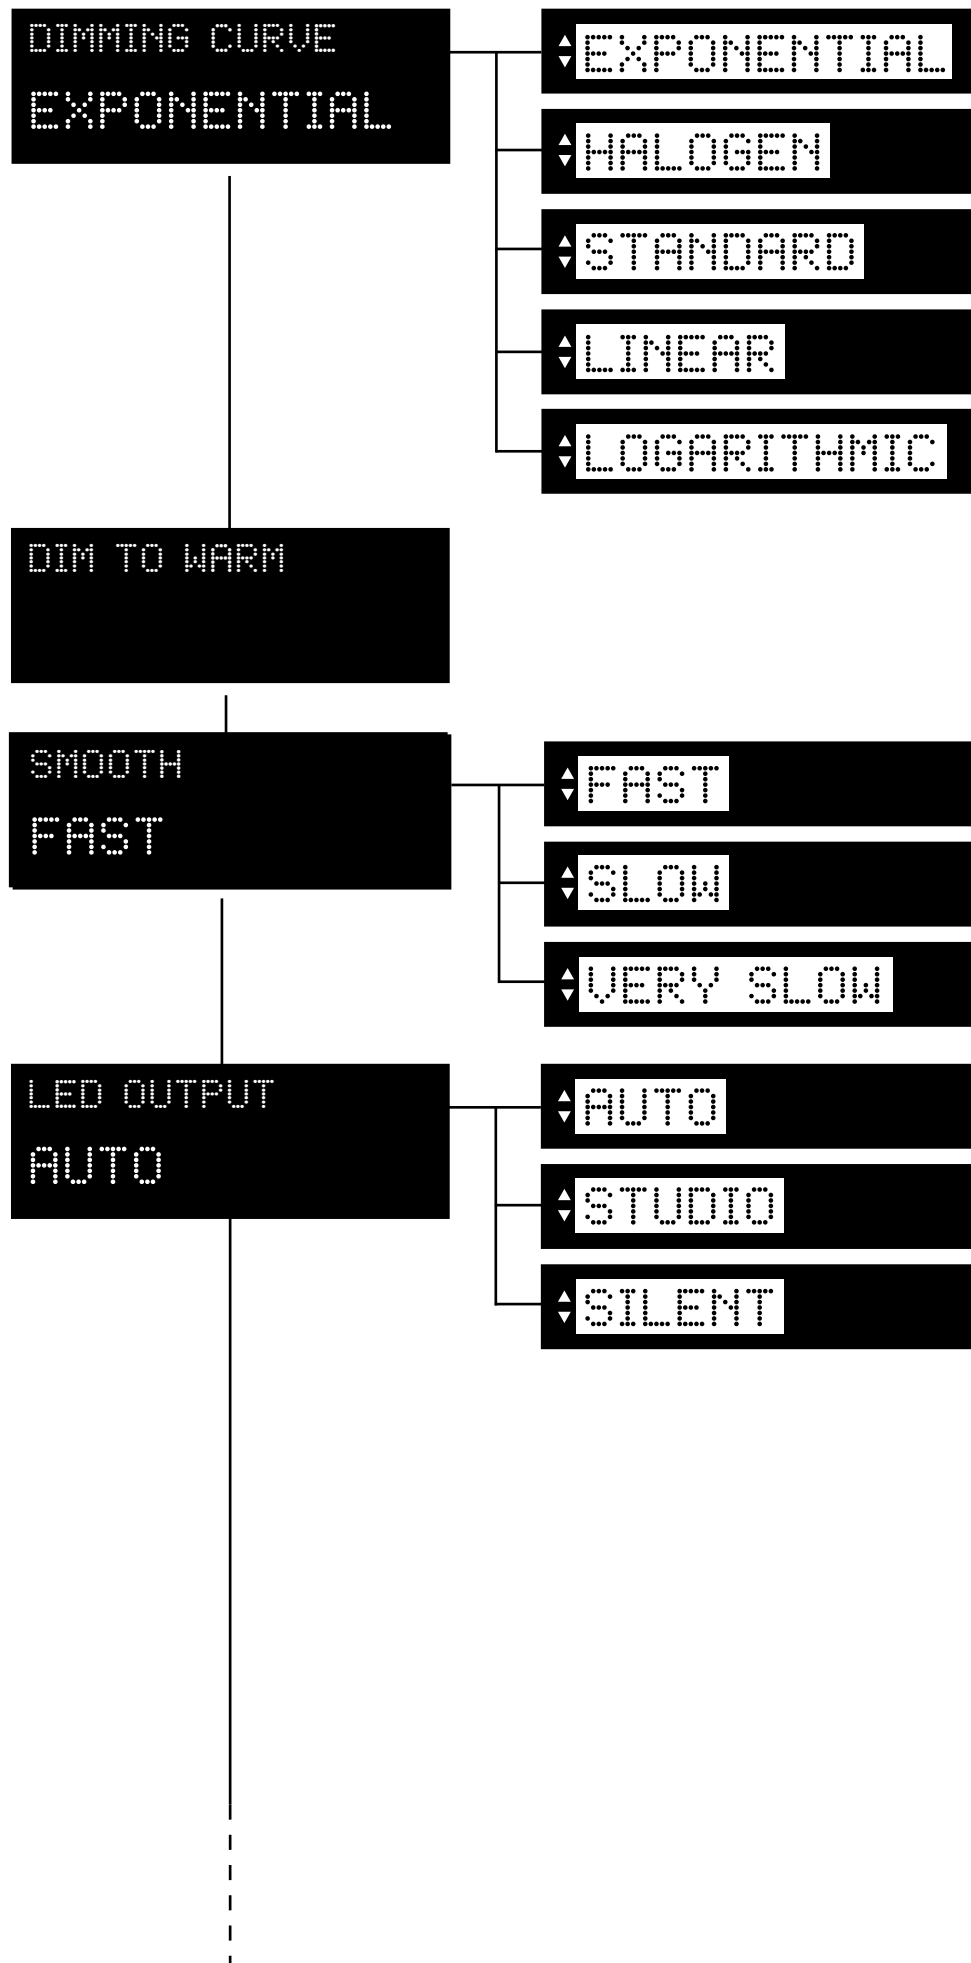 DIMMING CURVE
EXPONENTIAL
EXPONENTIAL
HALOGEN
STANDARD
LINEAR
LOGARITHMIC
DIM TO WARM
SMOOTH
FAST
FAST
SLOW
VERY SLOW
LED OUTPUT
AUTO
AUTO
STUDIO
SILENT